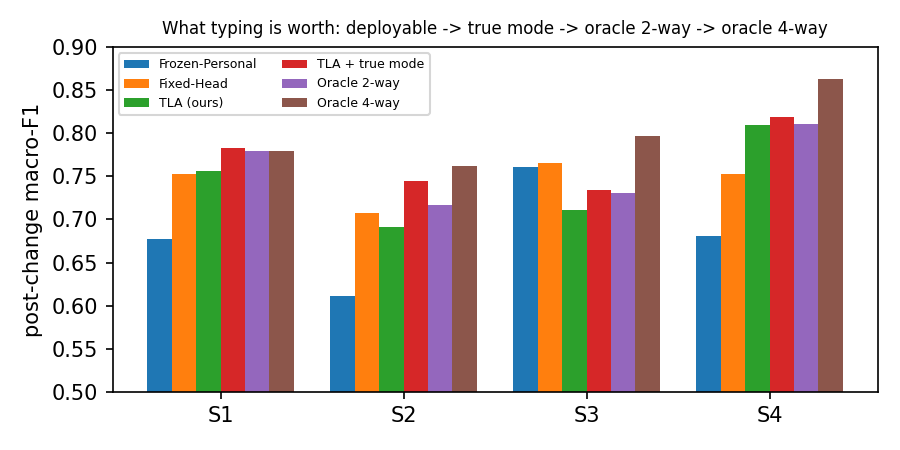 What typing is worth: deployable -> true mode -> oracle 2-way -> oracle 4-way
post-change macro-F1
0.90
0.85
0.80
0.75
0.70
0.65
0.60
0.55
0.50
Frozen-Personal
Fixed-Head
TLA (ours)
TLA + true mode
Oracle 2-way
Oracle 4-way
S1 S2 S3 S4